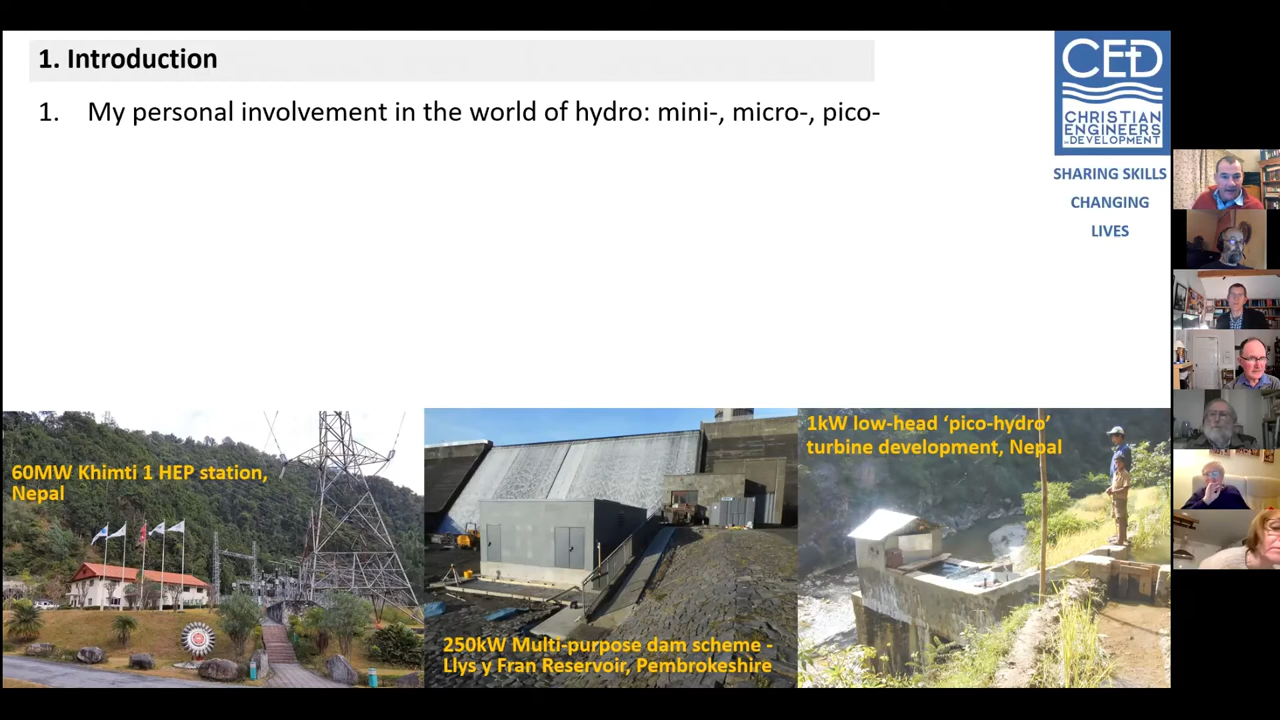 1. Introduction
1. My personal involvement in the world of hydro: mini-, micro-, pico-
CED
CHRISTIAN
ENGINEERS
IN DEVELOPMENT
SHARING SKILLS
CHANGING
LIVES
60MW Khimti 1 HEP station,
Nepal
250kW Multi-purpose dam scheme -
Llys y Fran Reservoir, Pembrokeshire
1kW low-head ‘pico-hydro’
turbine development, Nepal